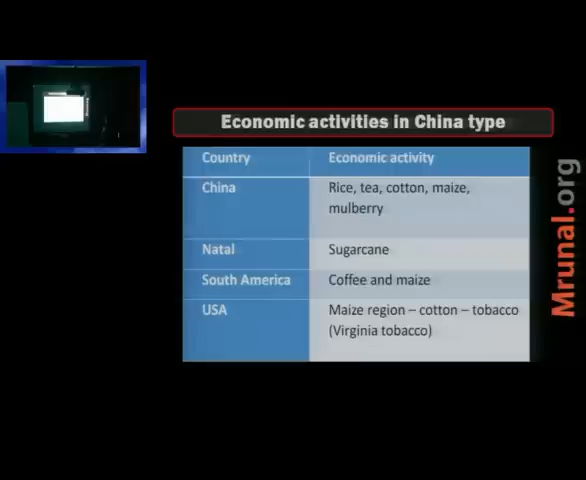 Economic activities in China type
Country Economic activity
China Rice, tea, cotton, maize,
mulberry
Natal Sugarcane
South America Coffee and maize
USA Maize region – cotton – tobacco
(Virginia tobacco)
Mrunal.org